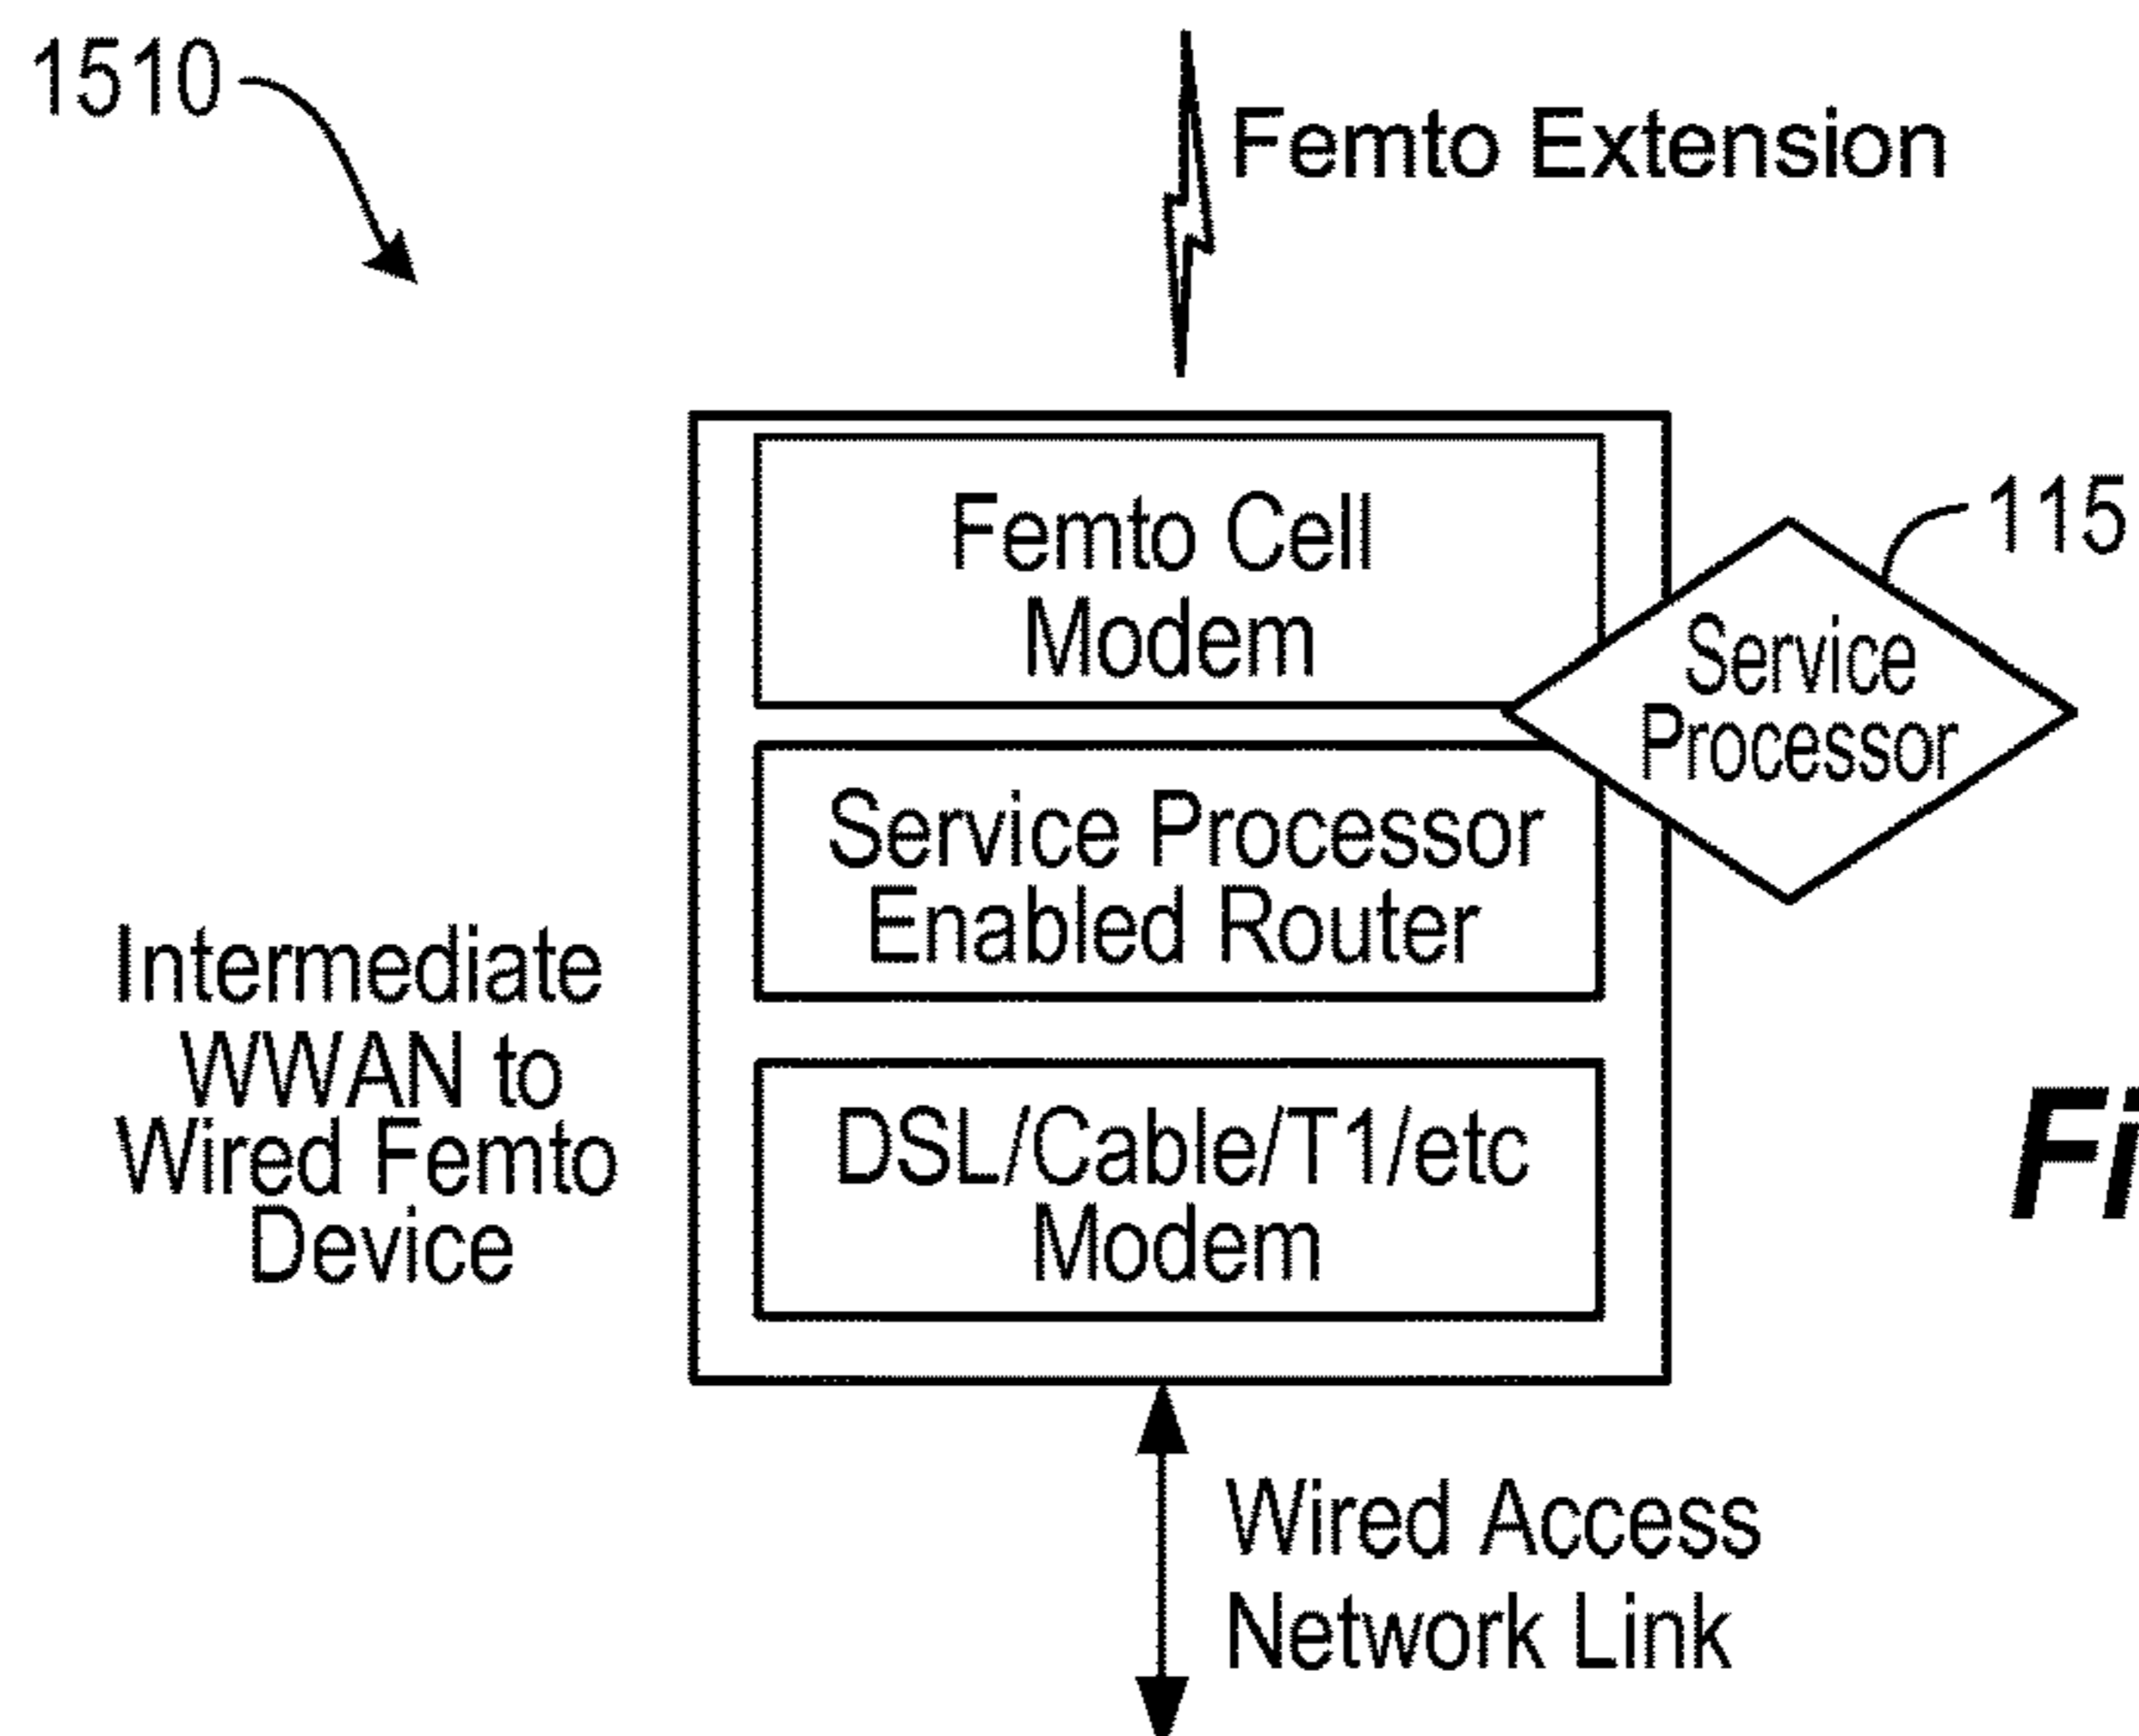 1510
Femto Extension
Femto Cell
Modem
115
Service
Processor
Service Processor
Enabled Router
Intermediate
WWAN to
Wired Femto
Device
DSL/Cable/T1/etc
Modem
Fi
Wired Access
Network Link